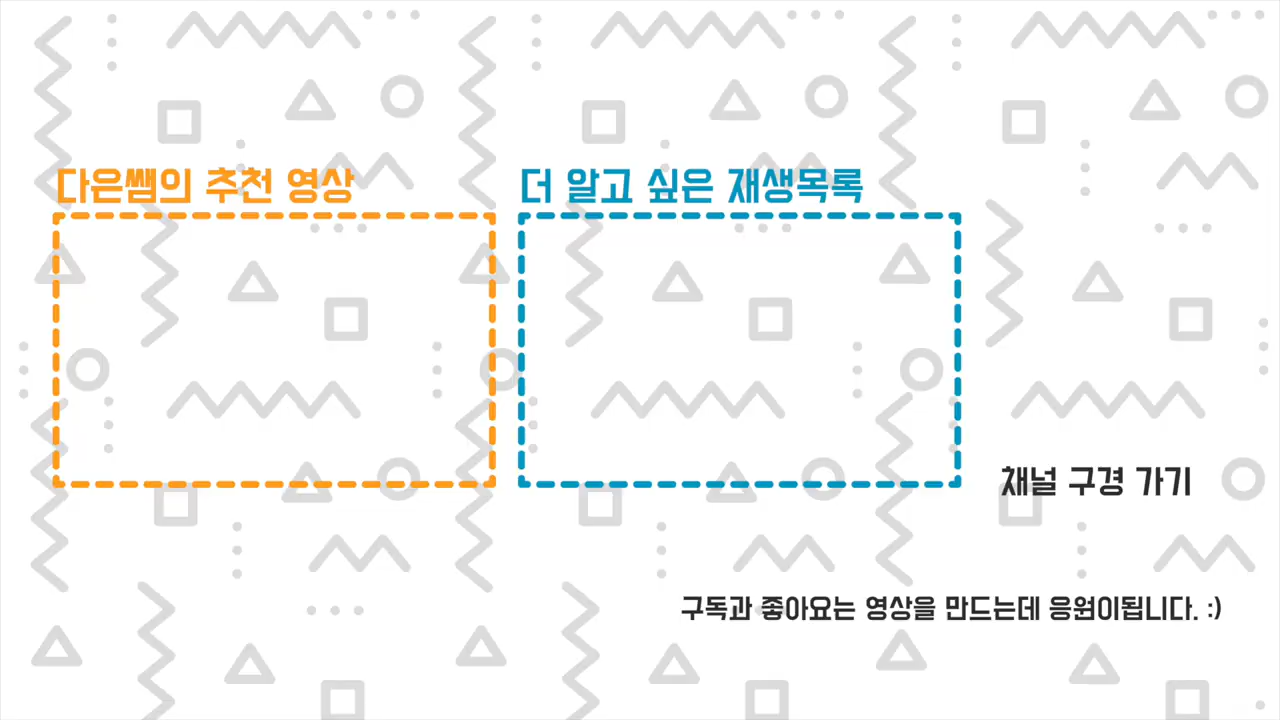 다은쌤의 추천 영상
더 알고 싶은 재생목록
채널 구경 가기
구독과 좋아요는 영상을 만드는데 응원이됩니다. :)